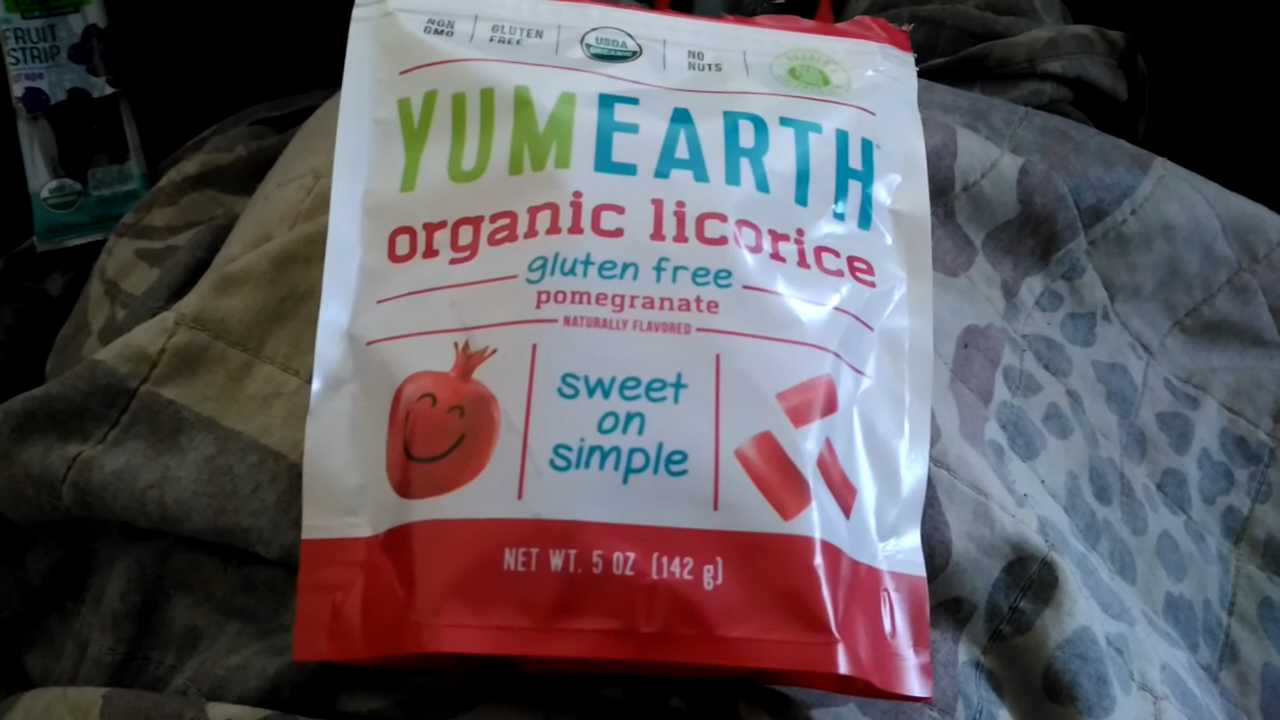 FRUIT
STRIP
grape
NON
GMO
GLUTEN
FREE
USDA
ORGANIC
NO
NUTS
YUMEARTH
organic licorice
gluten free
pomegranate
NATURALLY FLAVORED
sweet
on
simple
NET WT. 5 OZ (142 g)